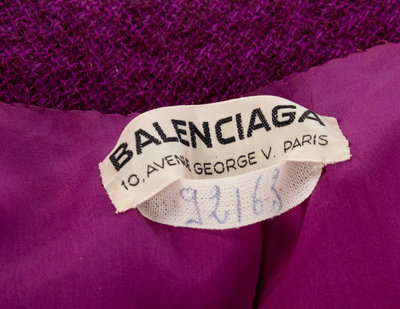 BALENCIAGA
10, AVENUE GEORGE V. PARIS
92163